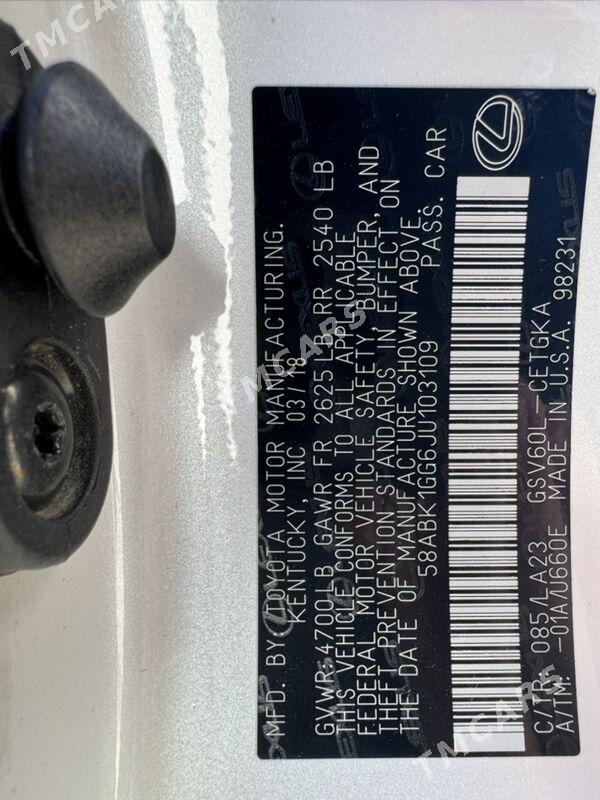 MFD. BY TOYOTA MOTOR MANUFACTURING.
KENTUCKY, INC 03/18
GVWR:4700 LB GAWR FR 2625 LB RR 2540 LB
THIS VEHICLE CONFORMS TO ALL APPLICABLE
FEDERAL MOTOR VEHICLE SAFETY, BUMPER, AND
THEFT PREVENTION STANDARDS IN EFFECT ON
THE DATE OF MANUFACTURE SHOWN ABOVE.
58ABK1GG6JU103109 PASS. CAR
C/TR: 085/LA23 GSV60L-CETGKA
A/TM: -01A/U660E MADE IN U.S.A. 98231
TMCARS
TMCARS
TMCARS